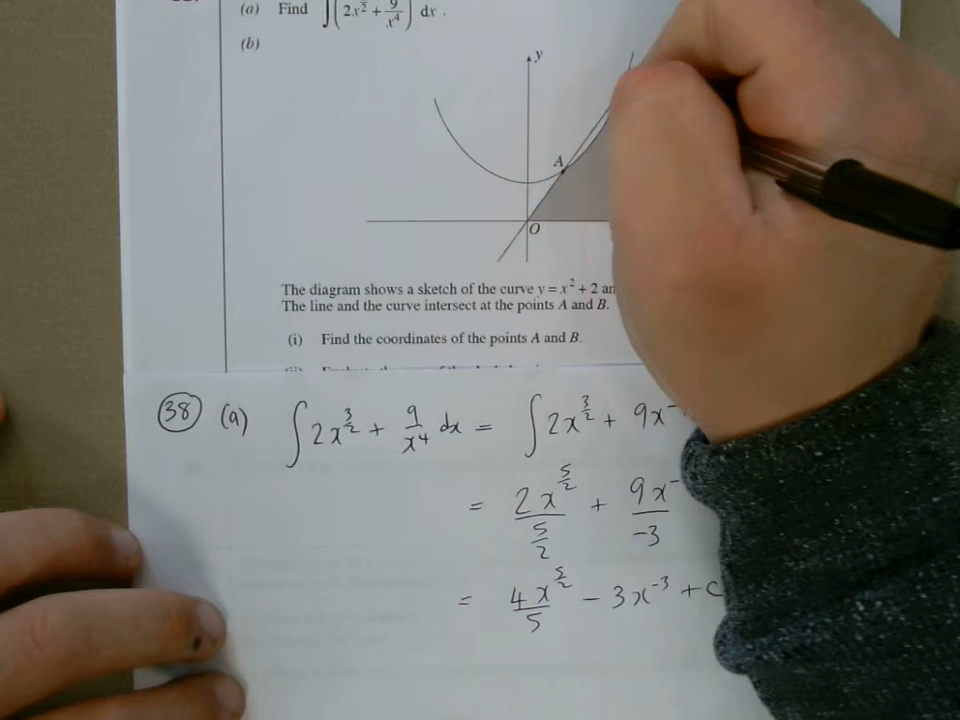 (a) Find ∫(2x^{3/2} + 9/x⁴) dx .
(b)
y
A
O
The diagram shows a sketch of the curve y = x² + 2
The line and the curve intersect at the points A and B.
(i) Find the coordinates of the points A and B.
38 (a) ∫ 2x^{3/2} + 9/x⁴ dx = ∫ 2x^{3/2} + 9x⁻
= 2x^{5/2}/(5/2) + 9x⁻/-3
= 4x^{5/2}/5 − 3x⁻³ + c